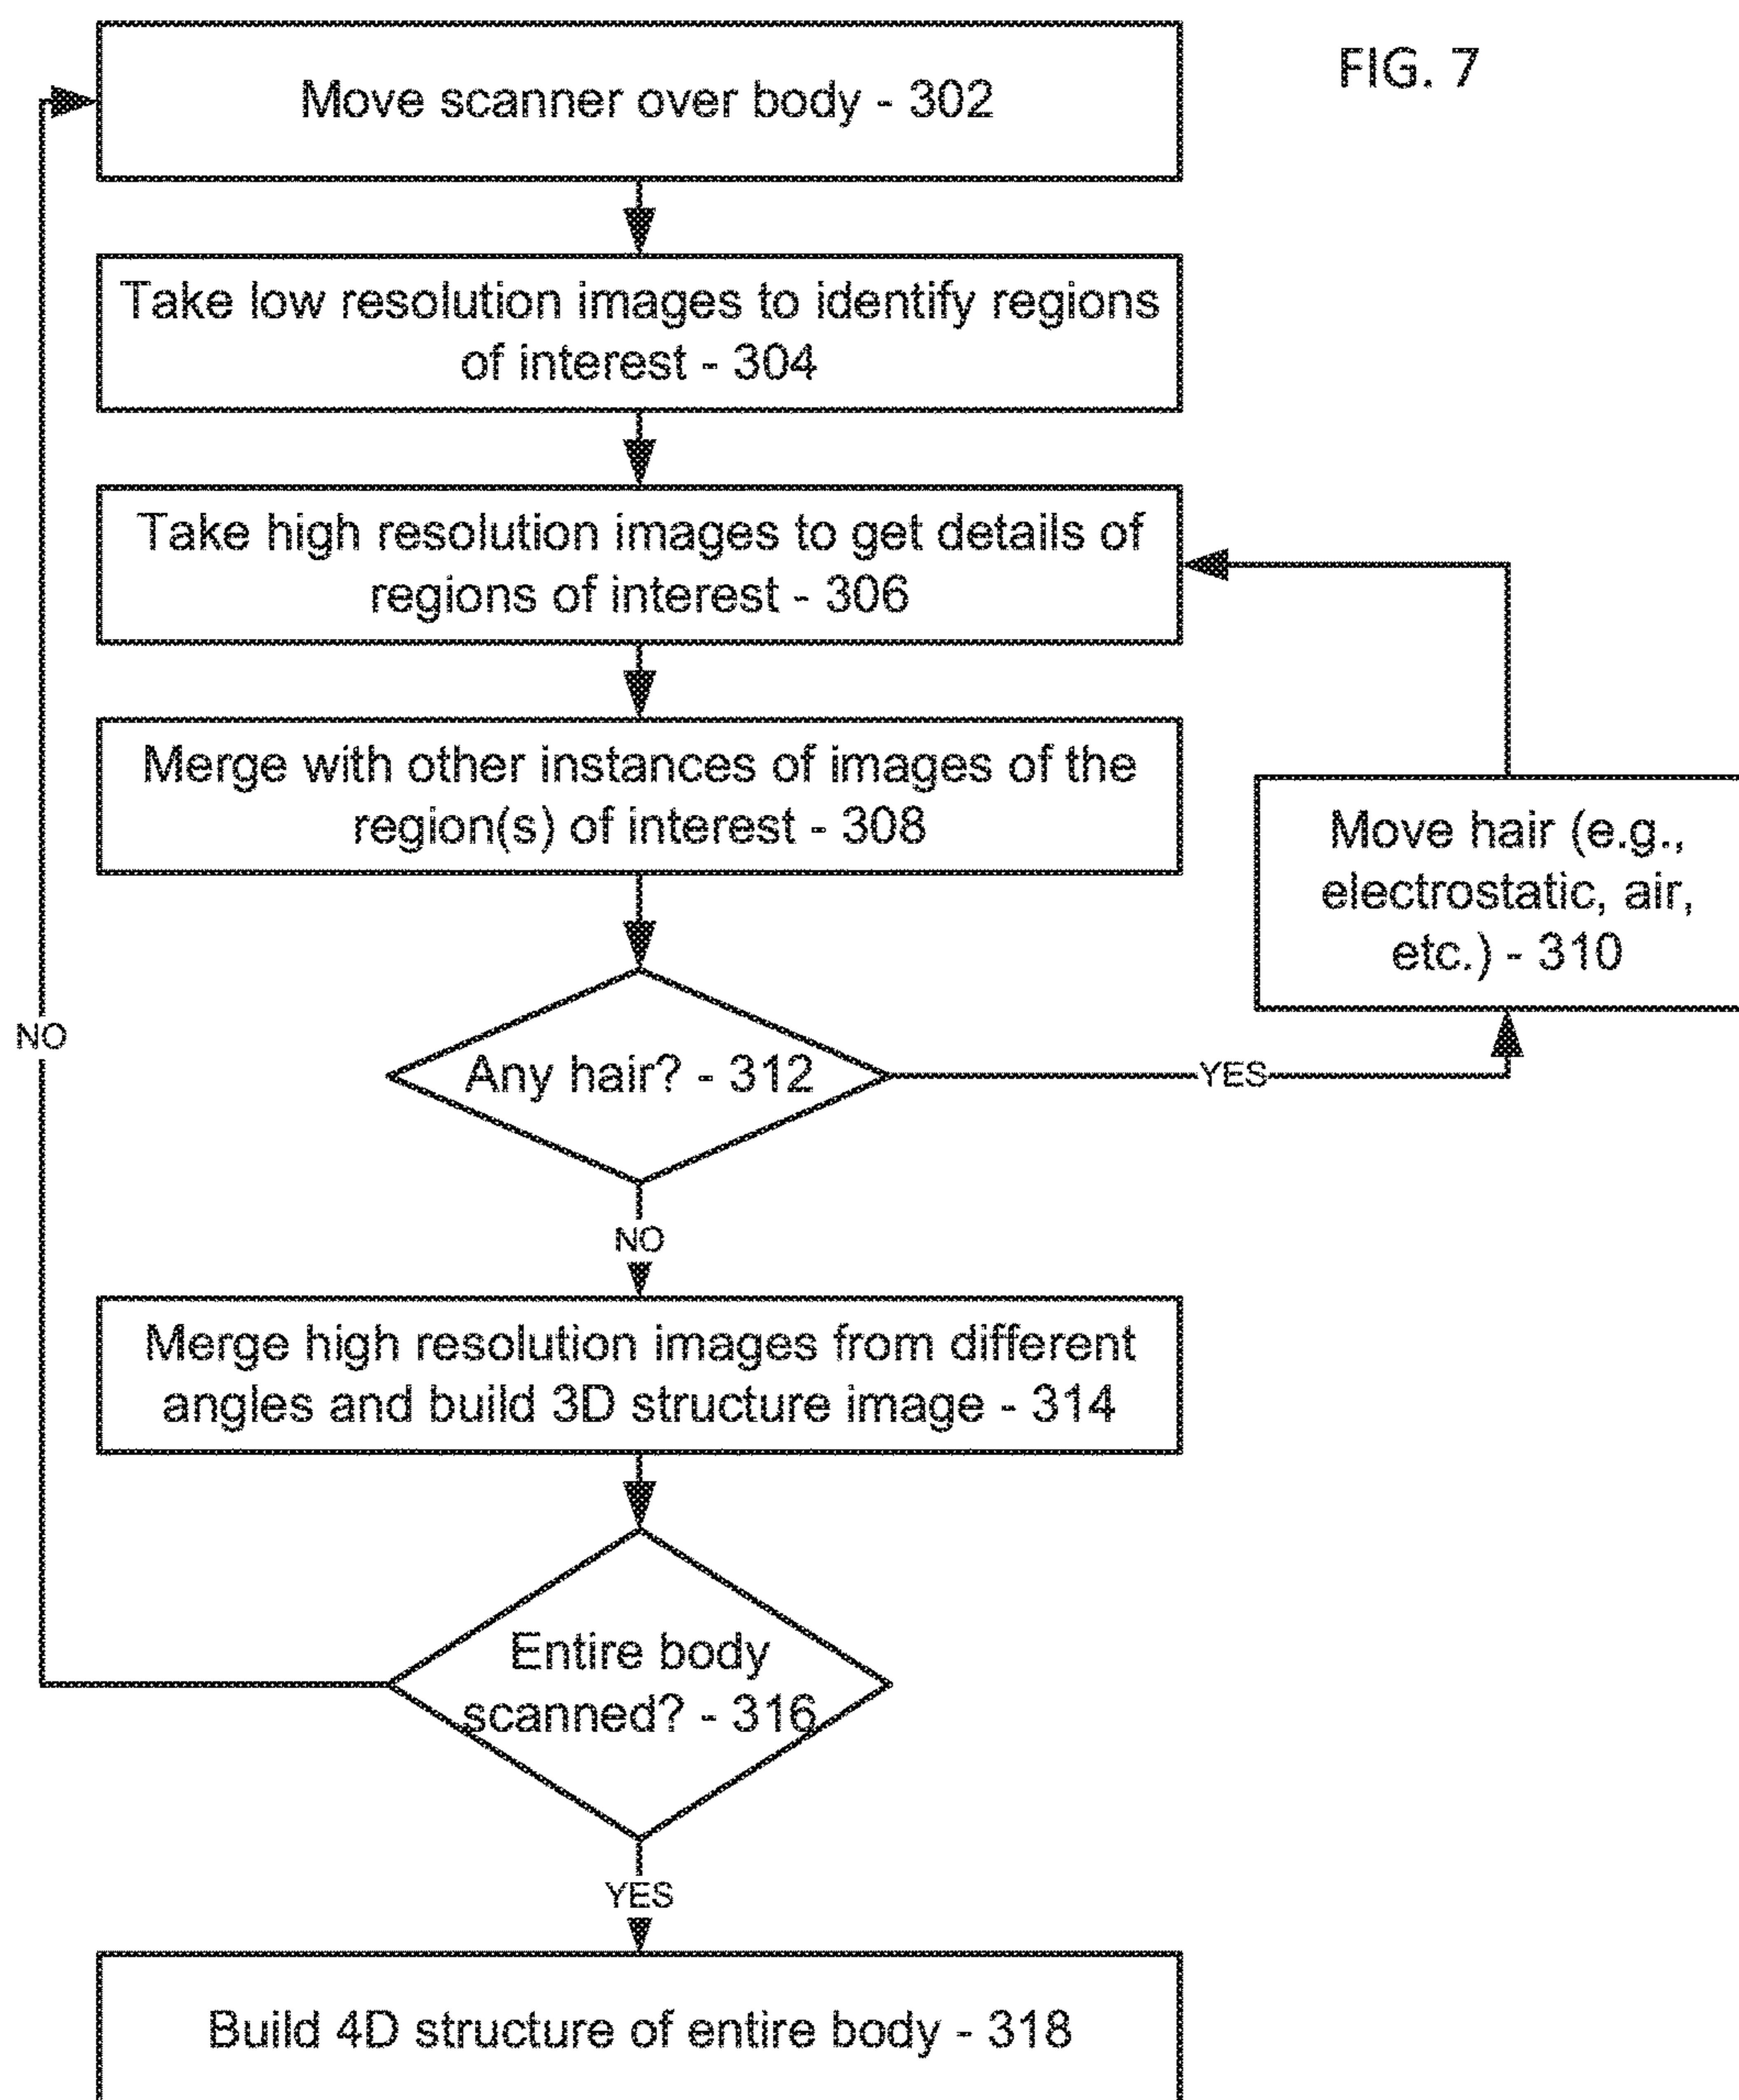 FIG. 7
Move scanner over body - 302
Take low resolution images to identify regions
of interest - 304
Take high resolution images to get details of
regions of interest - 306
Merge with other instances of images of the
region(s) of interest - 308
Move hair (e.g.,
electrostatic, air,
etc.) - 310
NO
Any hair? - 312
YES
NO
Merge high resolution images from different
angles and build 3D structure image - 314
Entire body
scanned? - 316
YES
Build 4D structure of entire body - 318